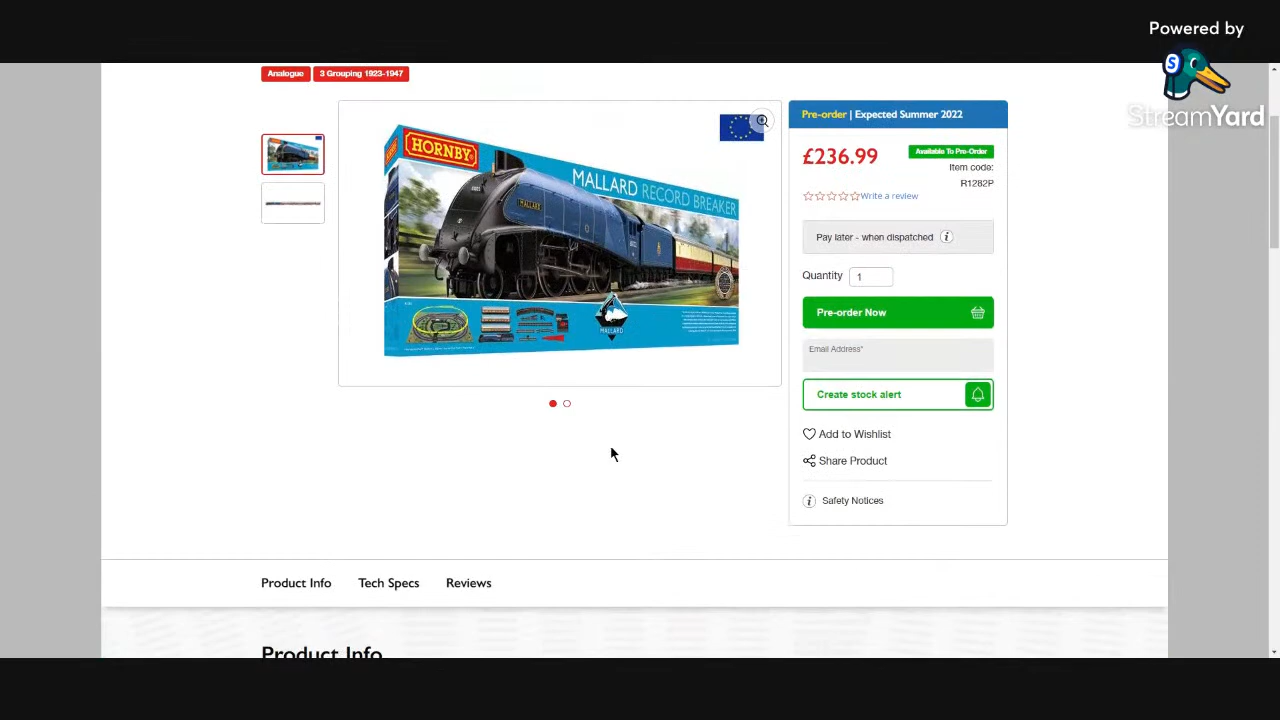 Powered by
StreamYard
Analogue
3 Grouping 1923-1947
HORNBY
MALLARD RECORD BREAKER
MALLARD
MALLARD
Pre-order | Expected Summer 2022
£236.99
Available To Pre-Order
Item code:
R1282P
Write a review
Pay later - when dispatched
Quantity
1
Pre-order Now
Email Address*
Create stock alert
Add to Wishlist
Share Product
Safety Notices
Product Info
Tech Specs
Reviews
Product Info